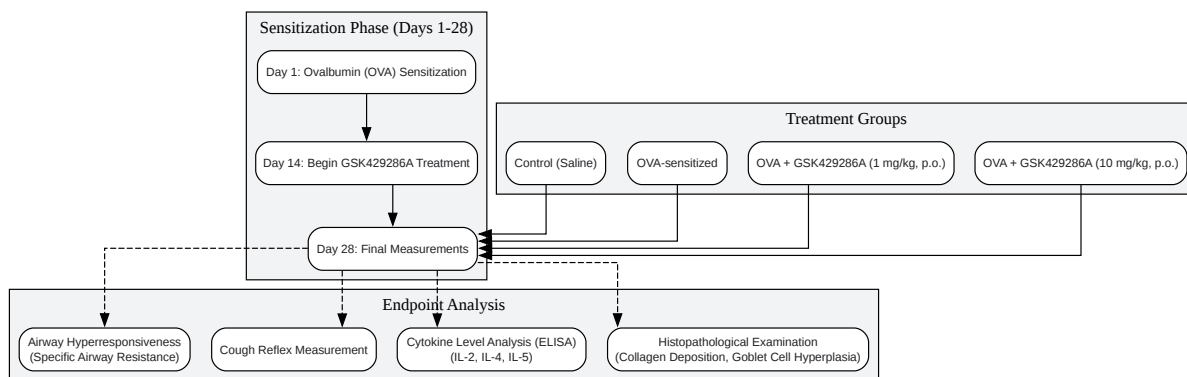 Sensitization Phase (Days 1-28)
Day 1: Ovalbumin (OVA) Sensitization
Day 14: Begin GSK429286A Treatment
Day 28: Final Measurements
Treatment Groups
Control (Saline)
OVA-sensitized
OVA + GSK429286A (1 mg/kg, p.o.)
OVA + GSK429286A (10 mg/kg, p.o.)
Endpoint Analysis
Airway Hyperresponsiveness
(Specific Airway Resistance)
Cough Reflex Measurement
Cytokine Level Analysis (ELISA)
(IL-2, IL-4, IL-5)
Histopathological Examination
(Collagen Deposition, Goblet Cell Hyperplasia)